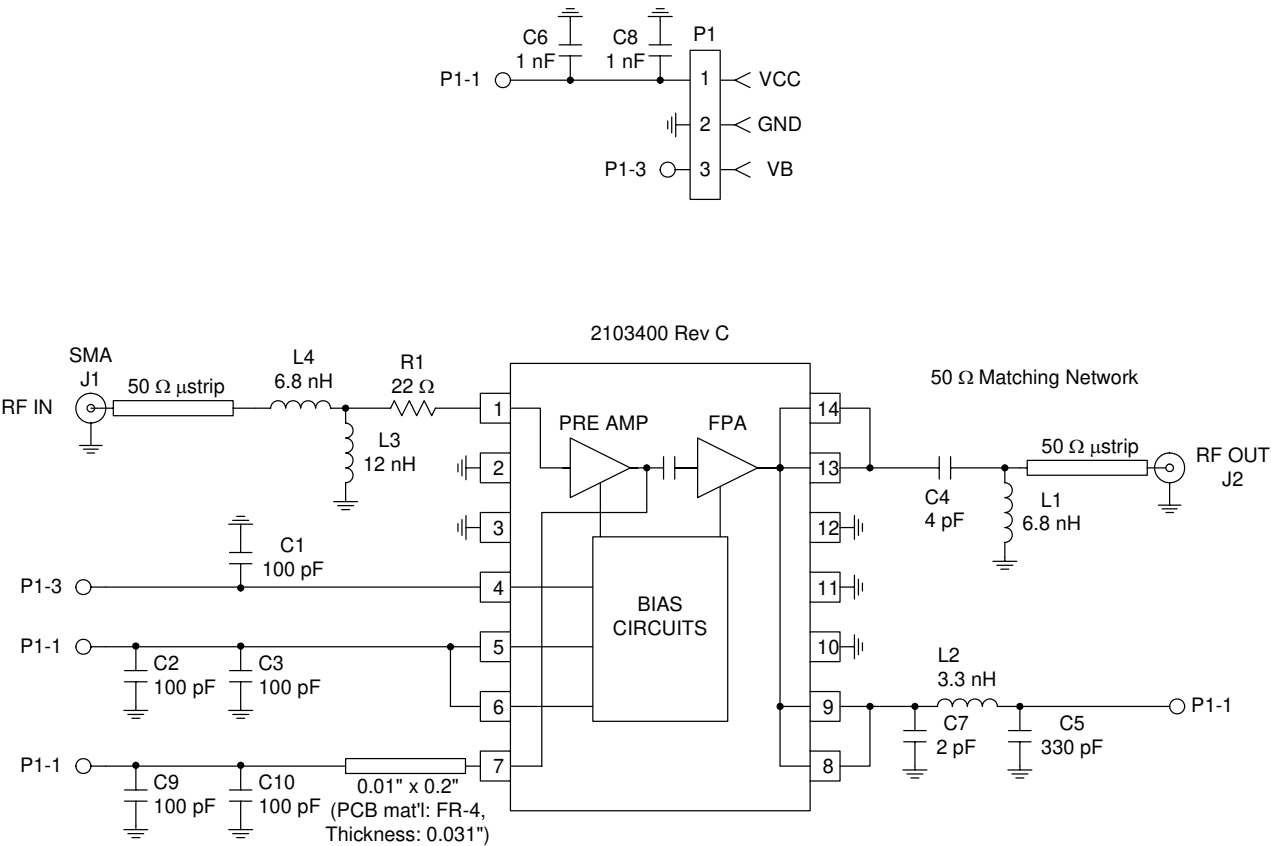 C6
1 nF
C8
1 nF
P1
P1-1
1
VCC
2
GND
P1-3
3
VB
2103400 Rev C
SMA
J1
RF IN
50 Ω μstrip
L4
6.8 nH
R1
22 Ω
L3
12 nH
1
2
3
4
5
6
7
PRE AMP
FPA
BIAS
CIRCUITS
14
13
12
11
10
9
8
50 Ω Matching Network
50 Ω μstrip
RF OUT
J2
C4
4 pF
L1
6.8 nH
C1
100 pF
P1-3
P1-1
C2
100 pF
C3
100 pF
P1-1
C9
100 pF
C10
100 pF
0.01" x 0.2"
(PCB mat'l: FR-4,
Thickness: 0.031")
L2
3.3 nH
C7
2 pF
C5
330 pF
P1-1